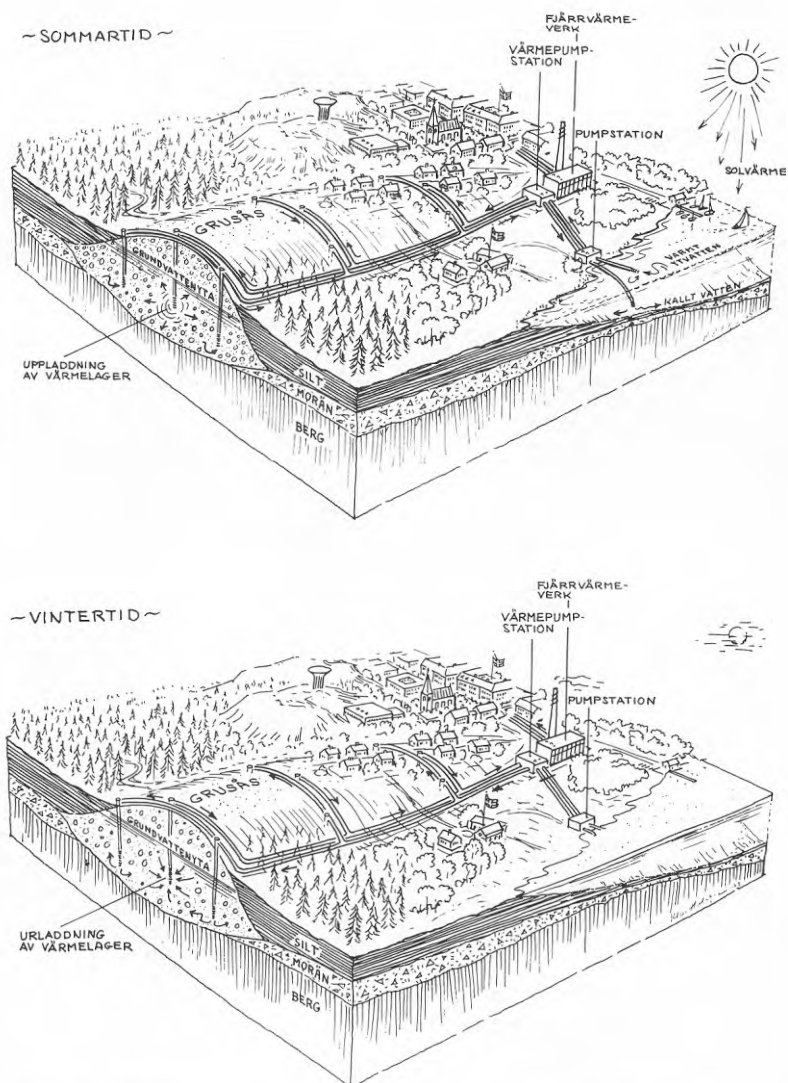 ~SOMMARTID~
FJÄRRVÄRME-
VERK
VÄRMEPUMP-
STATION
PUMPSTATION
SOLVÄRME
GRUSÅS
GRUNDVATTENYTA
VARMT
VATTEN
KALLT VATTEN
UPPLADDNING
AV VÄRMELAGER
SILT
MORÄN
BERG
~VINTERTID~
FJÄRRVÄRME-
VERK
VÄRMEPUMP-
STATION
PUMPSTATION
GRUSÅS
GRUNDVATTENYTA
URLADDNING
AV VÄRMELAGER
SILT
MORÄN
BERG